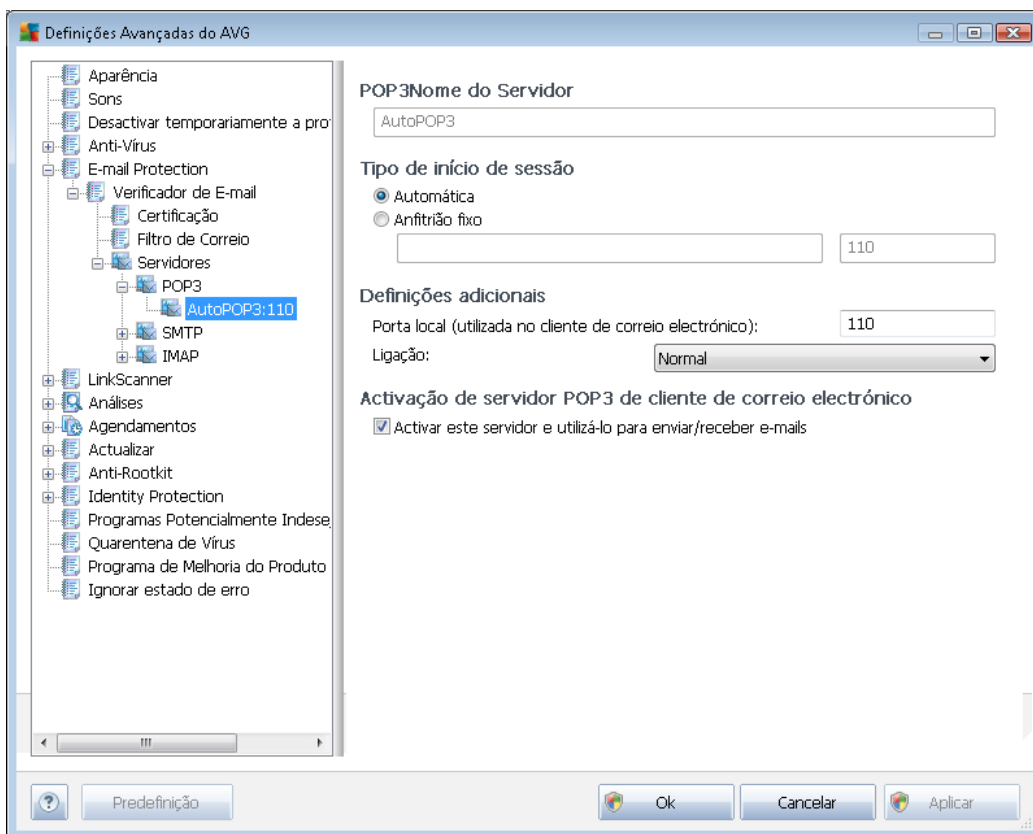 Definições Avançadas do AVG
Aparência
Sons
Desactivar temporariamente a pro
Anti-Vírus
E-mail Protection
Verificador de E-mail
Certificação
Filtro de Correio
Servidores
POP3
AutoPOP3:110
SMTP
IMAP
LinkScanner
Análises
Agendamentos
Actualizar
Anti-Rootkit
Identity Protection
Programas Potencialmente Indese
Quarentena de Vírus
Programa de Melhoria do Produto
Ignorar estado de erro
POP3Nome do Servidor
AutoPOP3
Tipo de início de sessão
Automática
Anfitrião fixo
110
Definições adicionais
Porta local (utilizada no cliente de correio electrónico): 110
Ligação: Normal
Activação de servidor POP3 de cliente de correio electrónico
Activar este servidor e utilizá-lo para enviar/receber e-mails
? Predefinição Ok Cancelar Aplicar